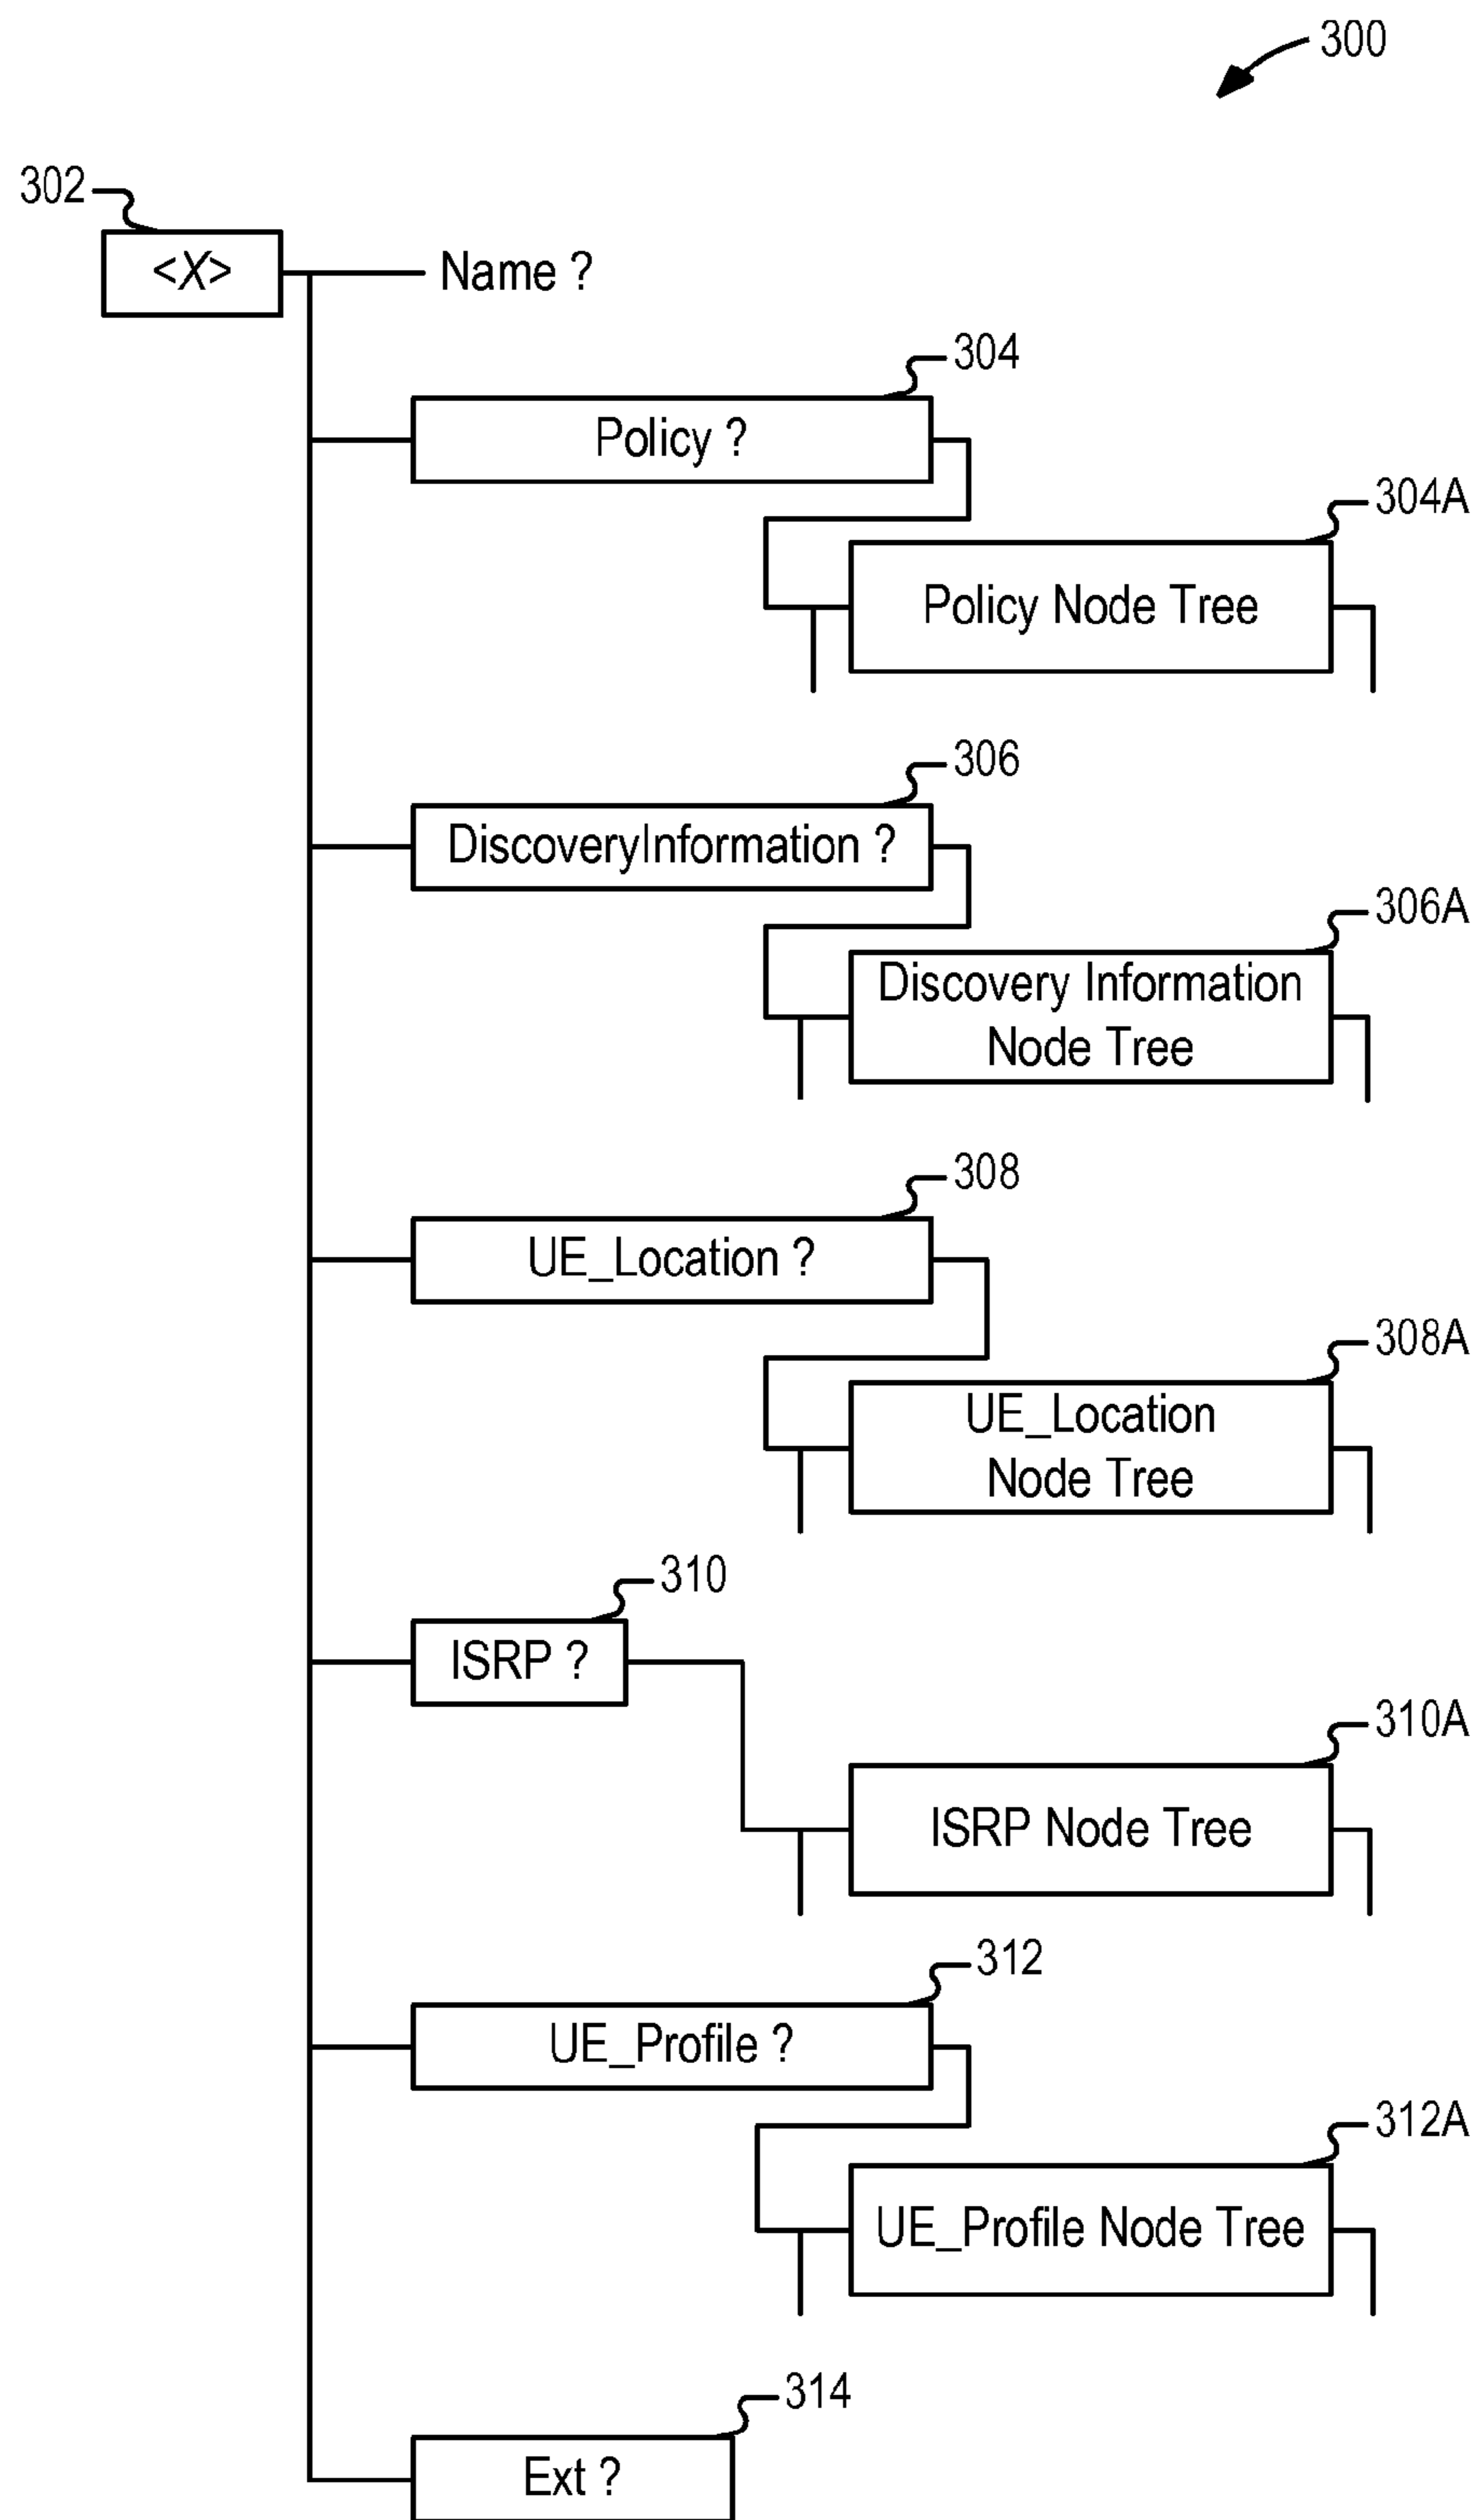 300
302
<X>
Name ?
304
Policy ?
304A
Policy Node Tree
306
DiscoveryInformation ?
306A
Discovery Information
Node Tree
308
UE_Location ?
308A
UE_Location
Node Tree
310
ISRP ?
310A
ISRP Node Tree
312
UE_Profile ?
312A
UE_Profile Node Tree
314
Ext ?